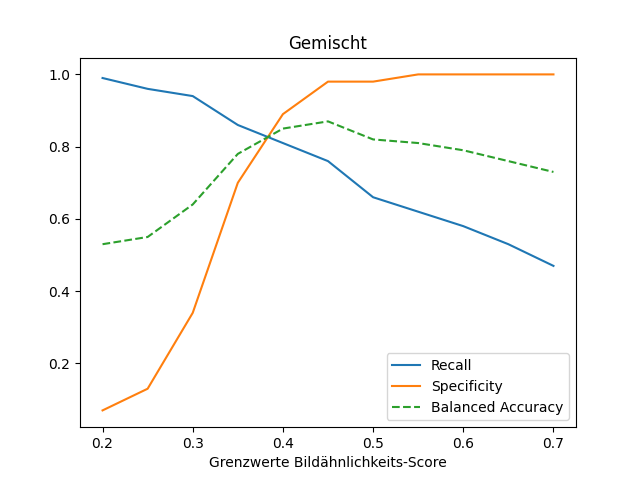 Gemischt
1.0
0.8
0.6
0.4
0.2
0.2 0.3 0.4 0.5 0.6 0.7
Grenzwerte Bildähnlichkeits-Score
Recall
Specificity
Balanced Accuracy